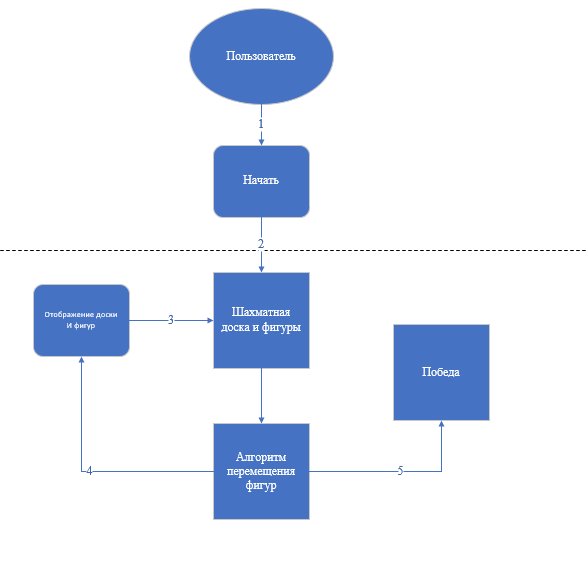 Пользователь
1
Начать
2
Отображение доски
И фигур
3
Шахматная
доска и фигуры
Победа
Алгоритм
перемещения
фигур
4
5